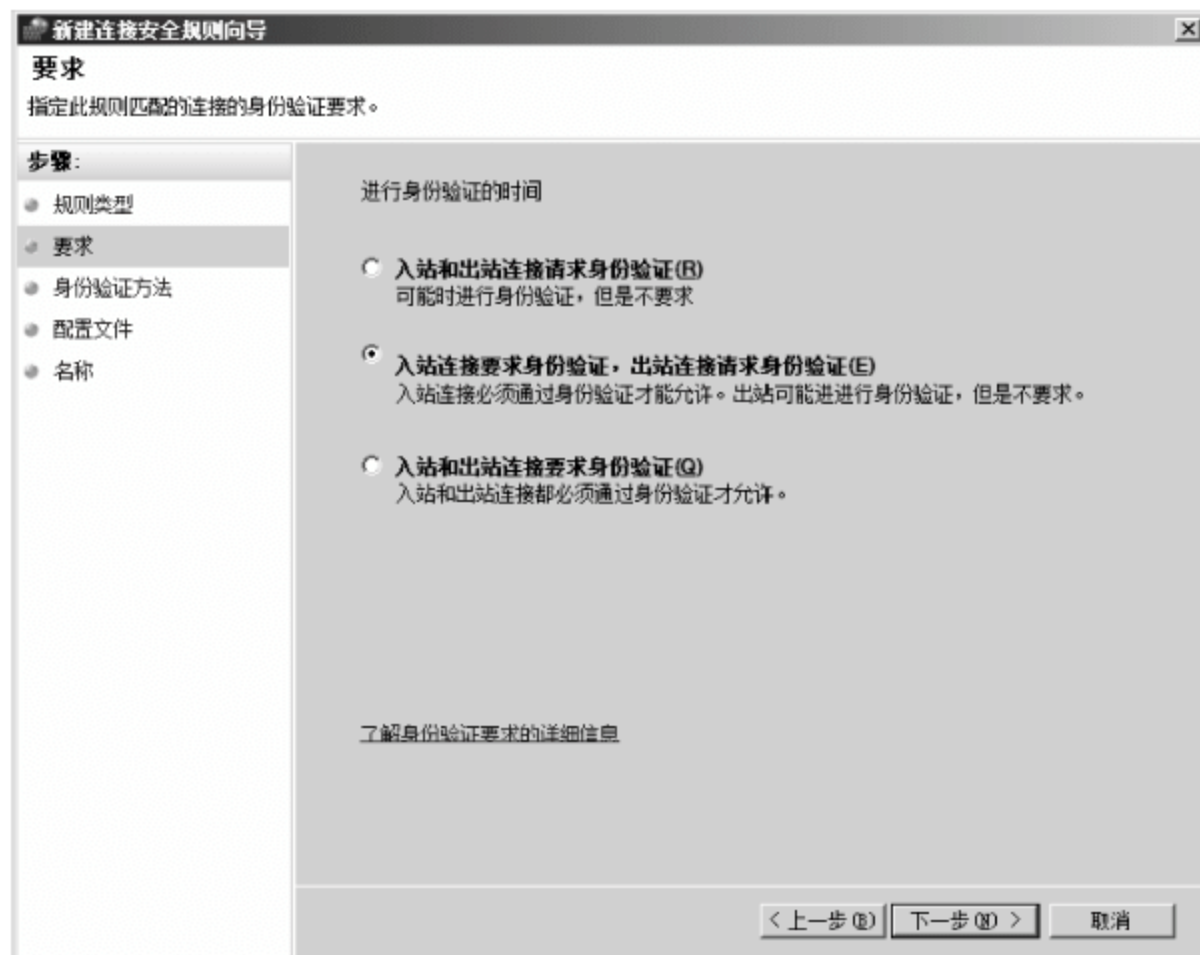 新建连接安全规则向导
要求
指定此规则匹配的连接的身份验证要求。
步骤:
规则类型
要求
身份验证方法
配置文件
名称
进行身份验证的时间
入站和出站连接请求身份验证(R)
可能时进行身份验证，但是不要求
入站连接要求身份验证，出站连接请求身份验证(E)
入站连接必须通过身份验证才能允许。出站可能进进行身份验证，但是不要求。
入站和出站连接要求身份验证(Q)
入站和出站连接都必须通过身份验证才允许。
了解身份验证要求的详细信息
< 上一步(B) 下一步(N) > 取消